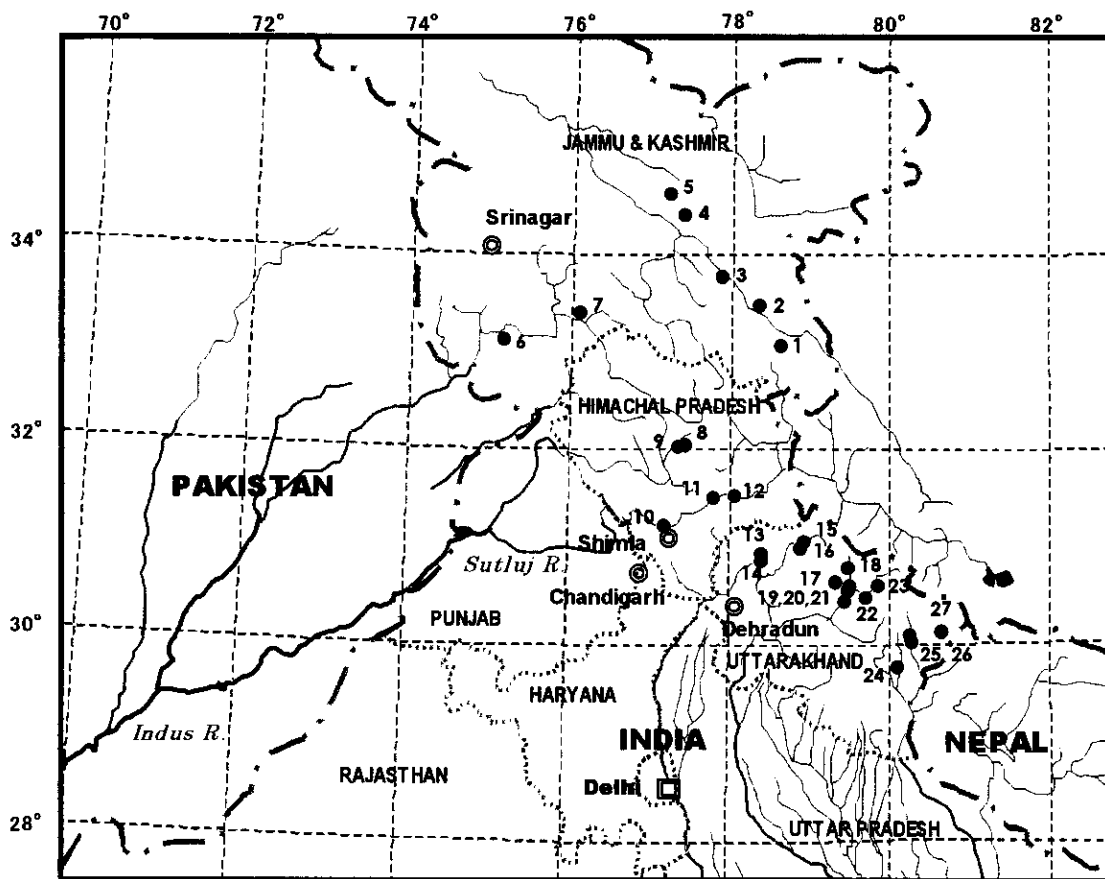 70° 72° 74° 76° 78° 80° 82°
JAMMU & KASHMIR
5
4
Srinagar
34°
3
2
7
6
1
HIMACHAL PRADESH
32°
9 8
PAKISTAN
11 12
10
Shimla
13 15
16
Sutluj R.
14
18
17 23
Chandigarh
19,20,21
22
27
PUNJAB
30°
Dehradun
25 26
UTTARAKHAND
24
HARYANA
Indus R.
INDIA
NEPAL
RAJASTHAN
Delhi
28°
UTTAR PRADESH